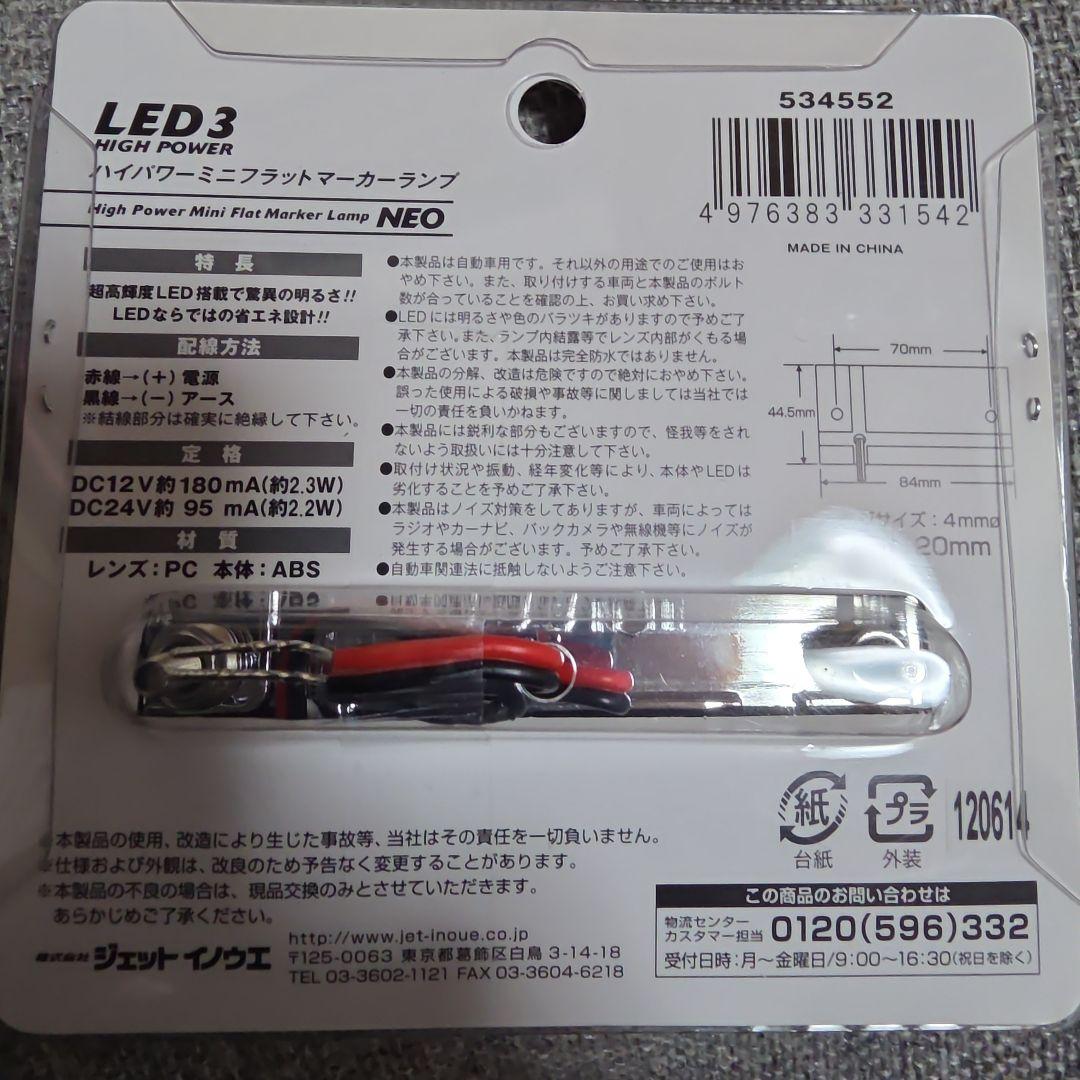 LED3
HIGH POWER
ハイパワーミニフラットマーカーランプ
High Power Mini Flat Marker Lamp NEO
534552
4 976383 331542
MADE IN CHINA
特長
超高輝度LED搭載で驚異の明るさ!!
LEDならではの省エネ設計!!
配線方法
赤線→(+) 電源
黒線→(−) アース
※結線部分は確実に絶縁して下さい。
定格
DC12V約180mA(約2.3W)
DC24V約 95 mA(約2.2W)
材質
レンズ:PC 本体:ABS
●本製品は自動車用です。それ以外の用途でのご使用はお
やめ下さい。また、取り付けする車両と本製品のボルト
数が合っていることを確認の上、お買い求め下さい。
●LEDには明るさや色のバラツキがありますので予めご了
承下さい。また、ランプ内結露等でレンズ内部がくもる場
合がございます。本製品は完全防水ではありません。
●本製品の分解、改造は危険ですので絶対におやめ下さい。
誤った使用による破損や事故等に関しましては当社では
一切の責任を負いかねます。
●本製品には鋭利な部分もございますので、怪我等をされ
ないよう取扱いには十分注意して下さい。
●取付け状況や振動、経年変化等により、本体やLEDは
劣化することを予めご了承下さい。
●本製品はノイズ対策をしてありますが、車両によっては
ラジオやカーナビ、バックカメラや無線機等にノイズが
発生する場合がございます。予めご了承下さい。
●自動車関連法に抵触しないようご注意下さい。
70mm
44.5mm
84mm
サイズ:4mmø
20mm
※本製品の使用、改造により生じた事故等、当社はその責任を一切負いません。
※仕様および外観は、改良のため予告なく変更することがあります。
※本製品の不良の場合は、現品交換のみとさせていただきます。
あらかじめご了承ください。
紙
台紙
プラ
外装
120614
株式会社 ジェットイノウエ
http://www.jet-inoue.co.jp
〒125-0063 東京都葛飾区白鳥 3-14-18
TEL 03-3602-1121 FAX 03-3604-6218
この商品のお問い合わせは
物流センター
カスタマー担当 0120(596)332
受付日時:月～金曜日/9:00～16:30(祝日を除く)